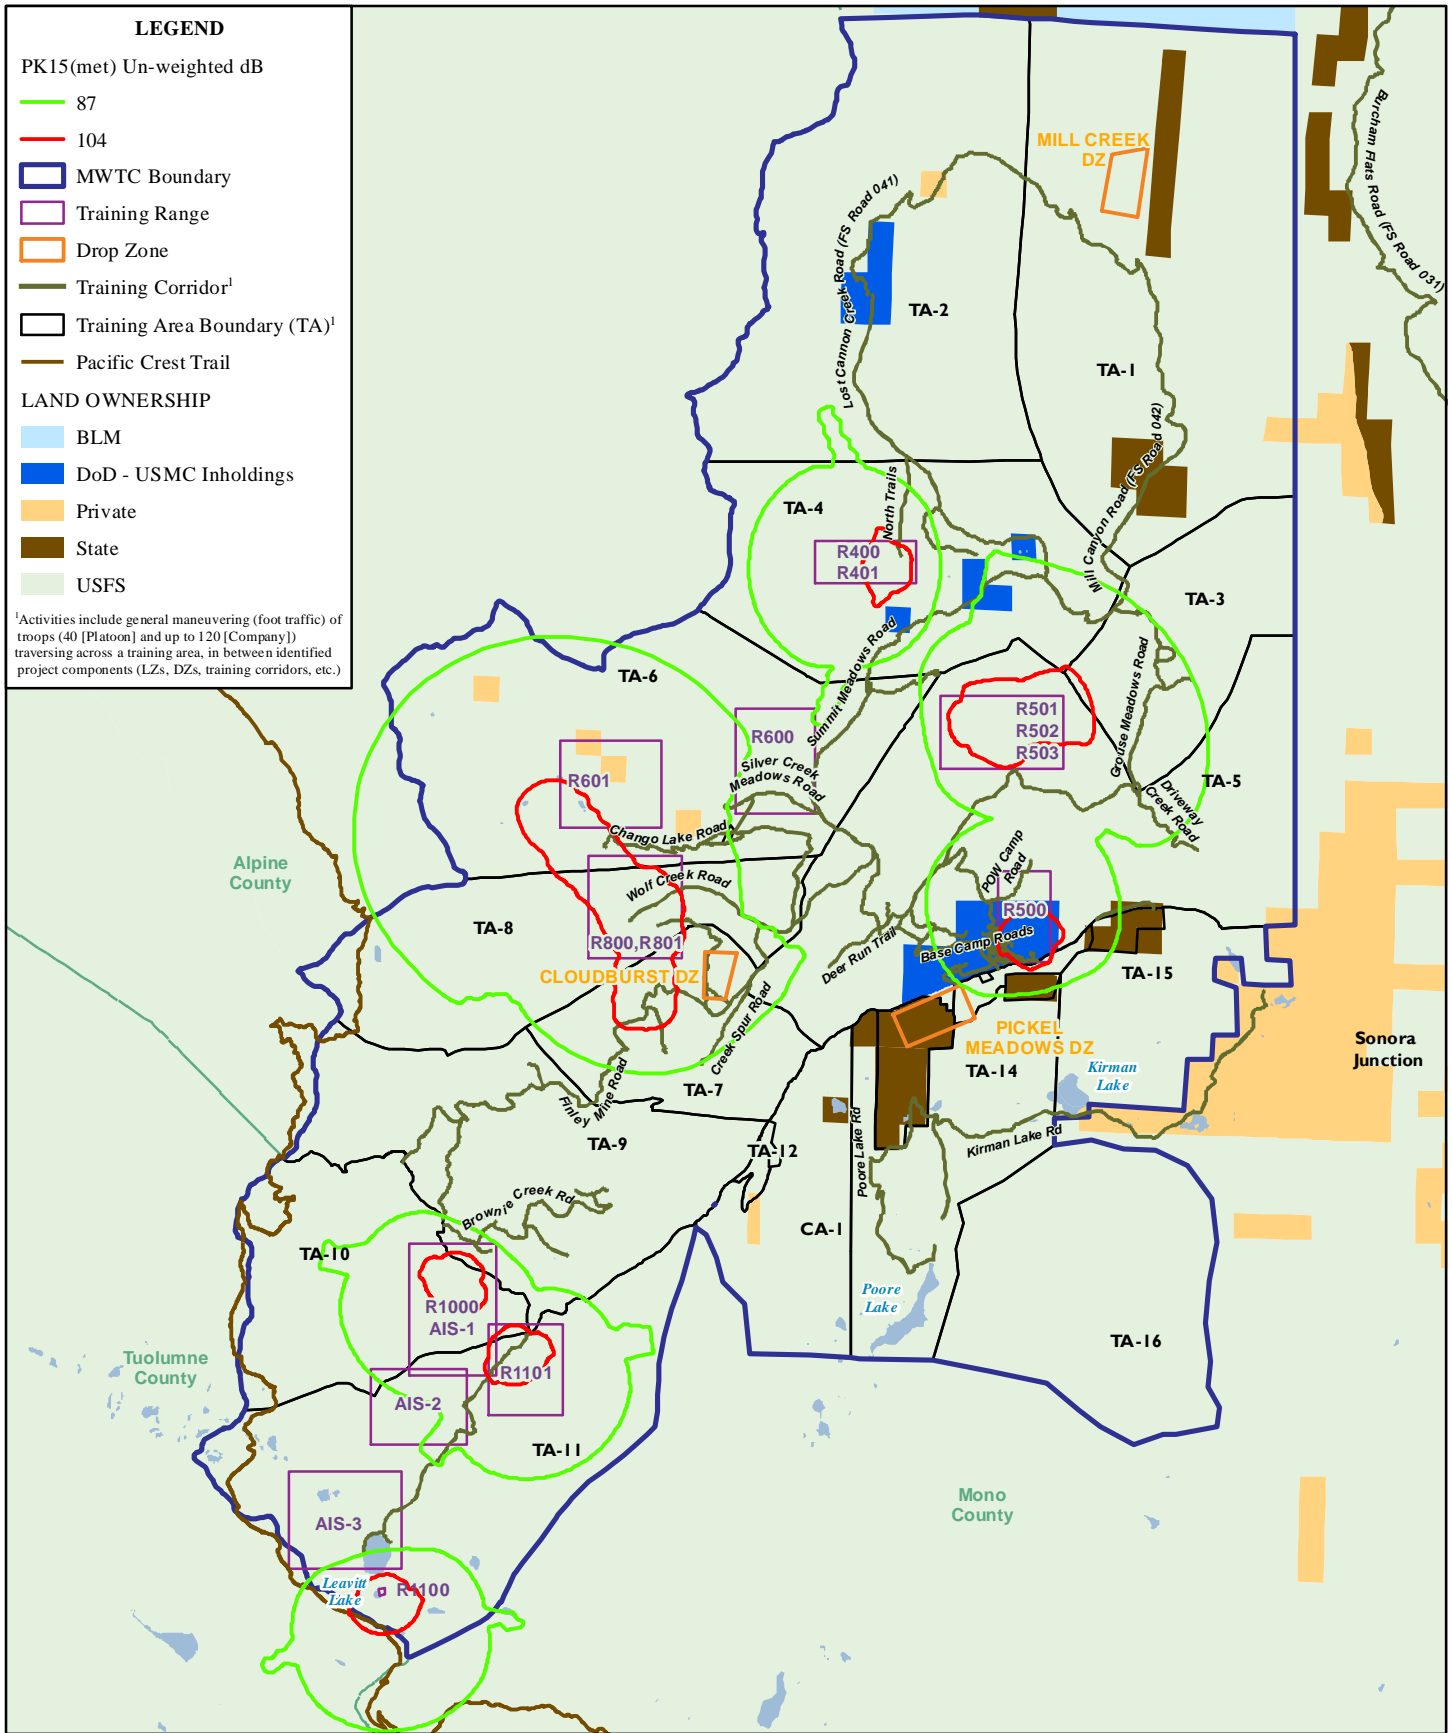 LEGEND
PK15(met) Un-weighted dB
87
104
MWTC Boundary
Training Range
Drop Zone
Training Corridor1
Training Area Boundary (TA)1
Pacific Crest Trail
LAND OWNERSHIP
BLM
DoD - USMC Inholdings
Private
State
USFS
1Activities include general maneuvering (foot traffic) of
troops (40 [Platoon] and up to 120 [Company])
traversing across a training area, in between identified
project components (LZs, DZs, training corridors, etc.)
MILL CREEK
DZ
Burcham Flats Road (FS Road 031)
Lost Cannon Creek Road (FS Road 041)
TA-2
TA-1
Mill Canyon Road (FS Road 042)
North Trails
TA-4
R400
R401
TA-3
Summit Meadows Road
TA-6
Grouse Meadows Road
R501
R502
R503
R600
Silver Creek
Meadows Road
R601
TA-5
Driveway
Creek Road
Chango Lake Road
POW Camp
Road
Alpine
County
Wolf Creek Road
R500
TA-8
R800,R801
Deer Run Trail
Base Camp Roads
CLOUDBURST DZ
TA-15
Creek Spur Road
PICKEL
MEADOWS DZ
Sonora
Junction
TA-14
Kirman
Lake
TA-7
Finley
Mine Road
TA-9
TA-12
Poore Lake Rd
Kirman Lake Rd
Brownie Creek Rd
CA-1
TA-10
Poore
Lake
R1000
AIS-1
TA-16
Tuolumne
County
R1101
AIS-2
TA-11
Mono
County
AIS-3
Leavitt
Lake
R1100